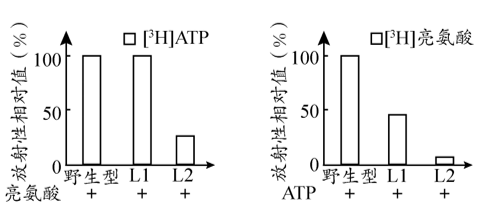 放射性相对值(%)
[³H]ATP
100
50
0
野生型 L1 L2
亮氨酸 + + +
放射性相对值(%)
[³H]亮氨酸
100
50
0
野生型 L1 L2
ATP + + +